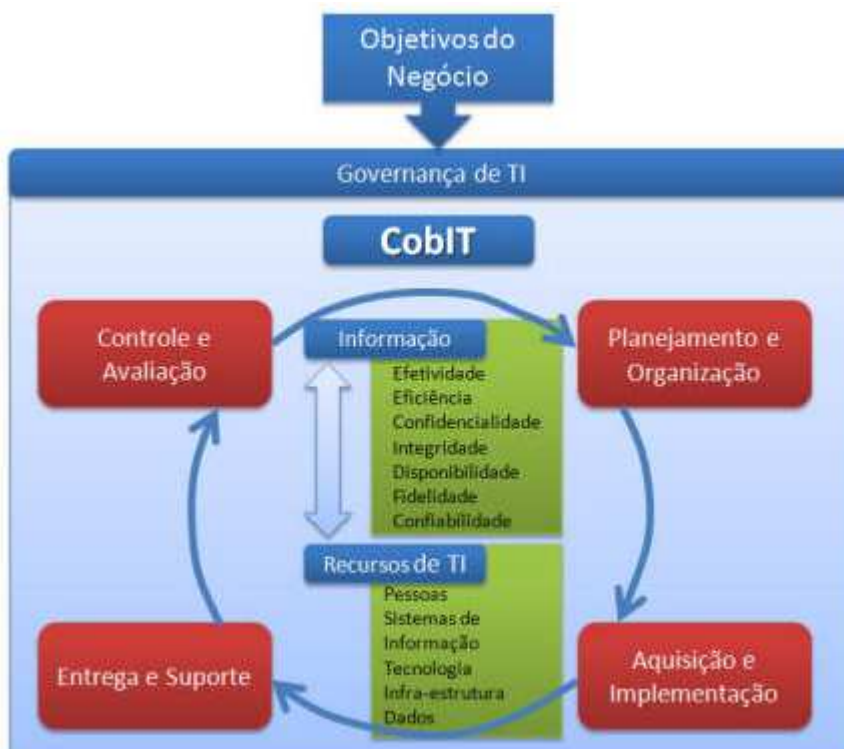 Objetivos do
Negócio
Governança de TI
CobIT
Controle e
Avaliação
Informação
Efetividade
Eficiência
Confidencialidade
Integridade
Disponibilidade
Fidelidade
Confiabilidade
Planejamento e
Organização
Recursos de TI
Pessoas
Sistemas de
Informação
Tecnologia
Infra-estrutura
Dados
Entrega e Suporte
Aquisição e
Implementação